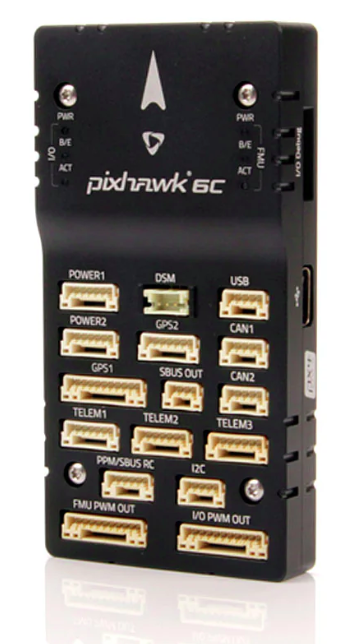 PWR PWR
I/O B/E B/E FMU
ACT ACT
I/O Debug
pixhawk 6C
POWER1 DSM USB
POWER2 GPS2 CAN1
GPS1 SBUS OUT CAN2
TELEM1 TELEM2 TELEM3
PPM/SBUS RC I2C
FMU PWM OUT I/O PWM OUT